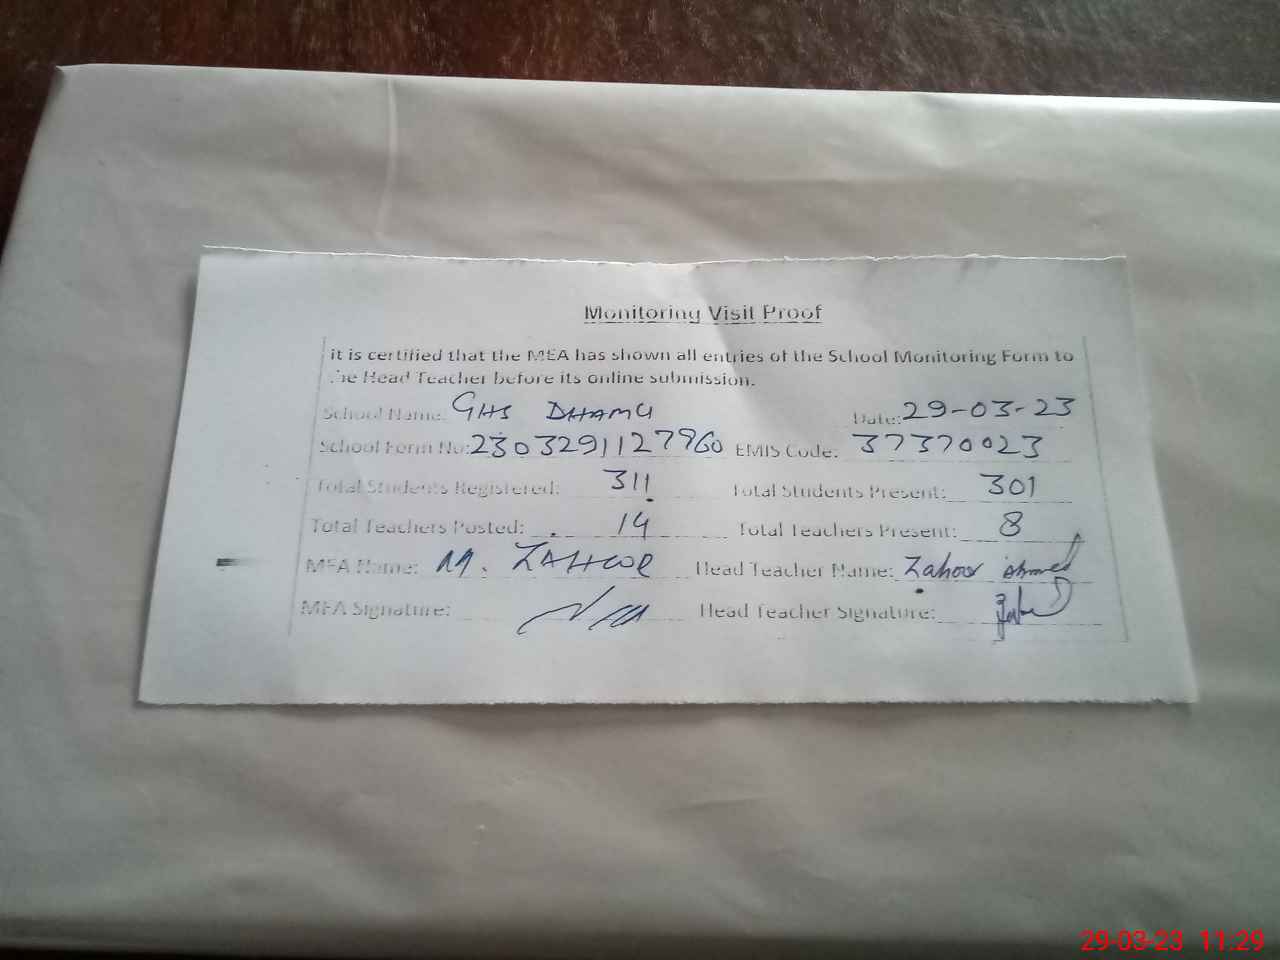 Monitoring Visit Proof
it is certified that the MEA has shown all entries of the School Monitoring Form to
he Head Teacher before its online submission.
School Name: GHS DHAMU Date: 29-03-23
School Form No: 2303291127960 EMIS Code: 37370023
Total Students Registered: 311 Total Students Present: 301
Total Teachers Posted: 14 Total Teachers Present: 8
MEA Name: M. ZAHOOR Head Teacher Name: Zahoor Ahmed
MEA Signature: Head Teacher Signature:
29-03-23 11:29